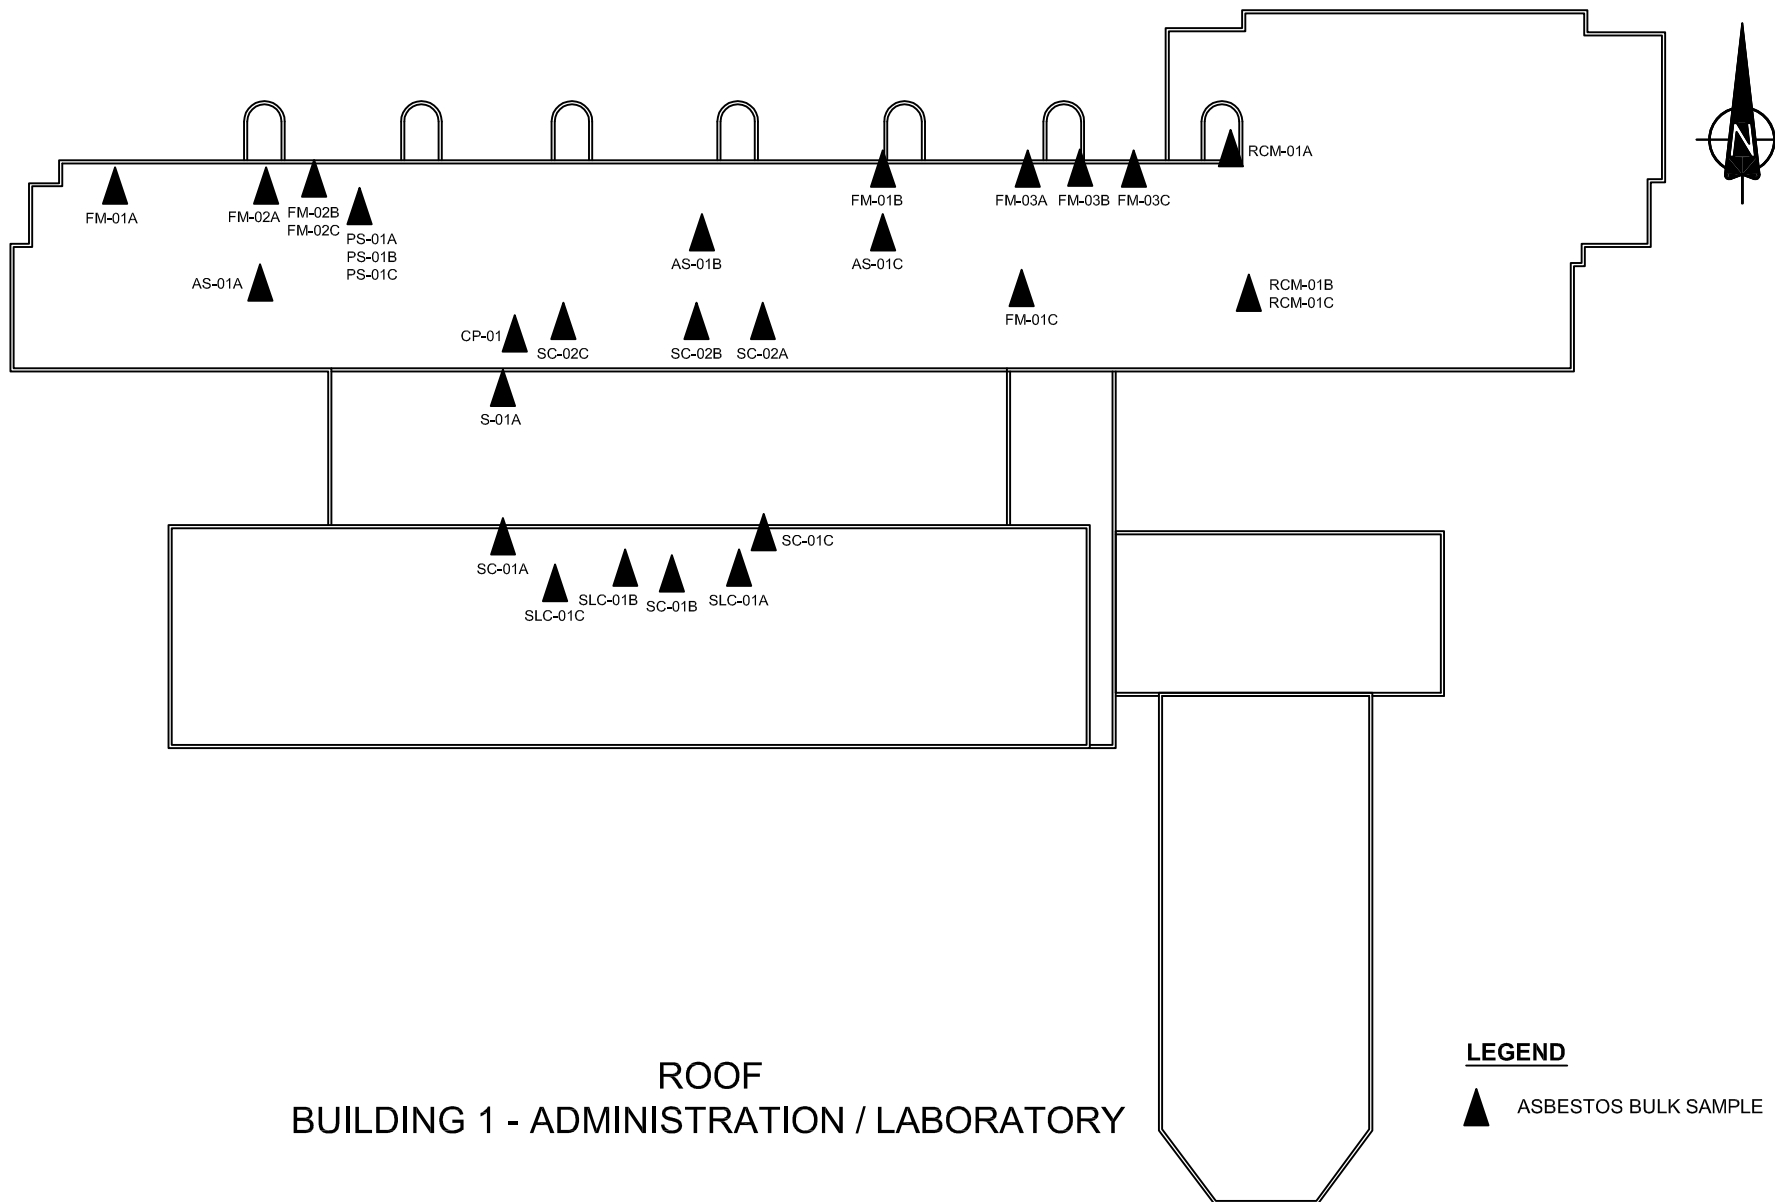 N
RCM-01A
FM-01A
FM-02A
FM-02B
FM-02C
PS-01A
PS-01B
PS-01C
FM-01B
FM-03A
FM-03B
FM-03C
AS-01A
AS-01B
AS-01C
RCM-01B
RCM-01C
FM-01C
CP-01
SC-02C
SC-02B
SC-02A
S-01A
SC-01A
SC-01C
SLC-01C
SLC-01B
SC-01B
SLC-01A
ROOF
BUILDING 1 - ADMINISTRATION / LABORATORY
LEGEND
ASBESTOS BULK SAMPLE